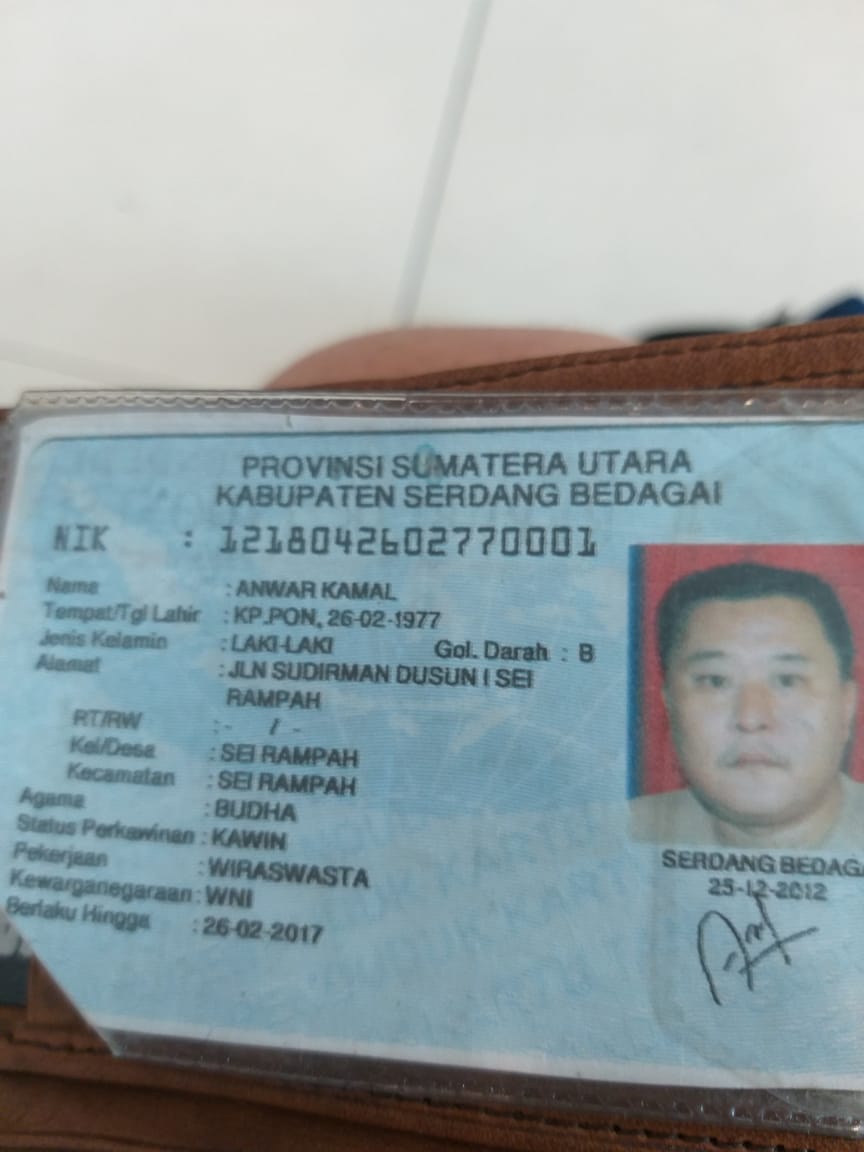 PROVINSI SUMATERA UTARA
KABUPATEN SERDANG BEDAGAI
NIK : 1218042602770001
Nama : ANWAR KAMAL
Tempat/Tgl Lahir : KP.PON, 26-02-1977
Jenis Kelamin : LAKI-LAKI Gol. Darah : B
Alamat : JLN SUDIRMAN DUSUN I SEI
RAMPAH
RT/RW : - / -
Kel/Desa : SEI RAMPAH
Kecamatan : SEI RAMPAH
Agama : BUDHA
Status Perkawinan : KAWIN
Pekerjaan : WIRASWASTA
Kewarganegaraan : WNI
Berlaku Hingga : 26-02-2017
SERDANG BEDAGA
25-12-2012